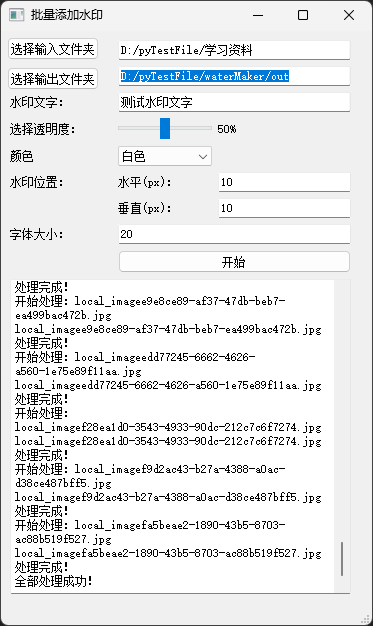 批量添加水印
选择输入文件夹 D:/pyTestFile/学习资料
选择输出文件夹 D:/pyTestFile/waterMaker/out
水印文字： 测试水印文字
选择透明度： 50%
颜色 白色
水印位置： 水平(px)： 10
垂直(px)： 10
字体大小： 20
开始
处理完成!
开始处理：local_imagee9e8ce89-af37-47db-beb7-
ea499bac472b.jpg
local_imagee9e8ce89-af37-47db-beb7-ea499bac472b.jpg
处理完成!
开始处理：local_imageedd77245-6662-4626-
a560-1e75e89f11aa.jpg
local_imageedd77245-6662-4626-a560-1e75e89f11aa.jpg
处理完成!
开始处理：
local_imagef28ea1d0-3543-4933-90dc-212c7c6f7274.jpg
local_imagef28ea1d0-3543-4933-90dc-212c7c6f7274.jpg
处理完成!
开始处理：local_imagef9d2ac43-b27a-4388-a0ac-
d38ce487bff5.jpg
local_imagef9d2ac43-b27a-4388-a0ac-d38ce487bff5.jpg
处理完成!
开始处理：local_imagefa5beae2-1890-43b5-8703-
ac88b519f527.jpg
local_imagefa5beae2-1890-43b5-8703-ac88b519f527.jpg
处理完成!
全部处理成功!